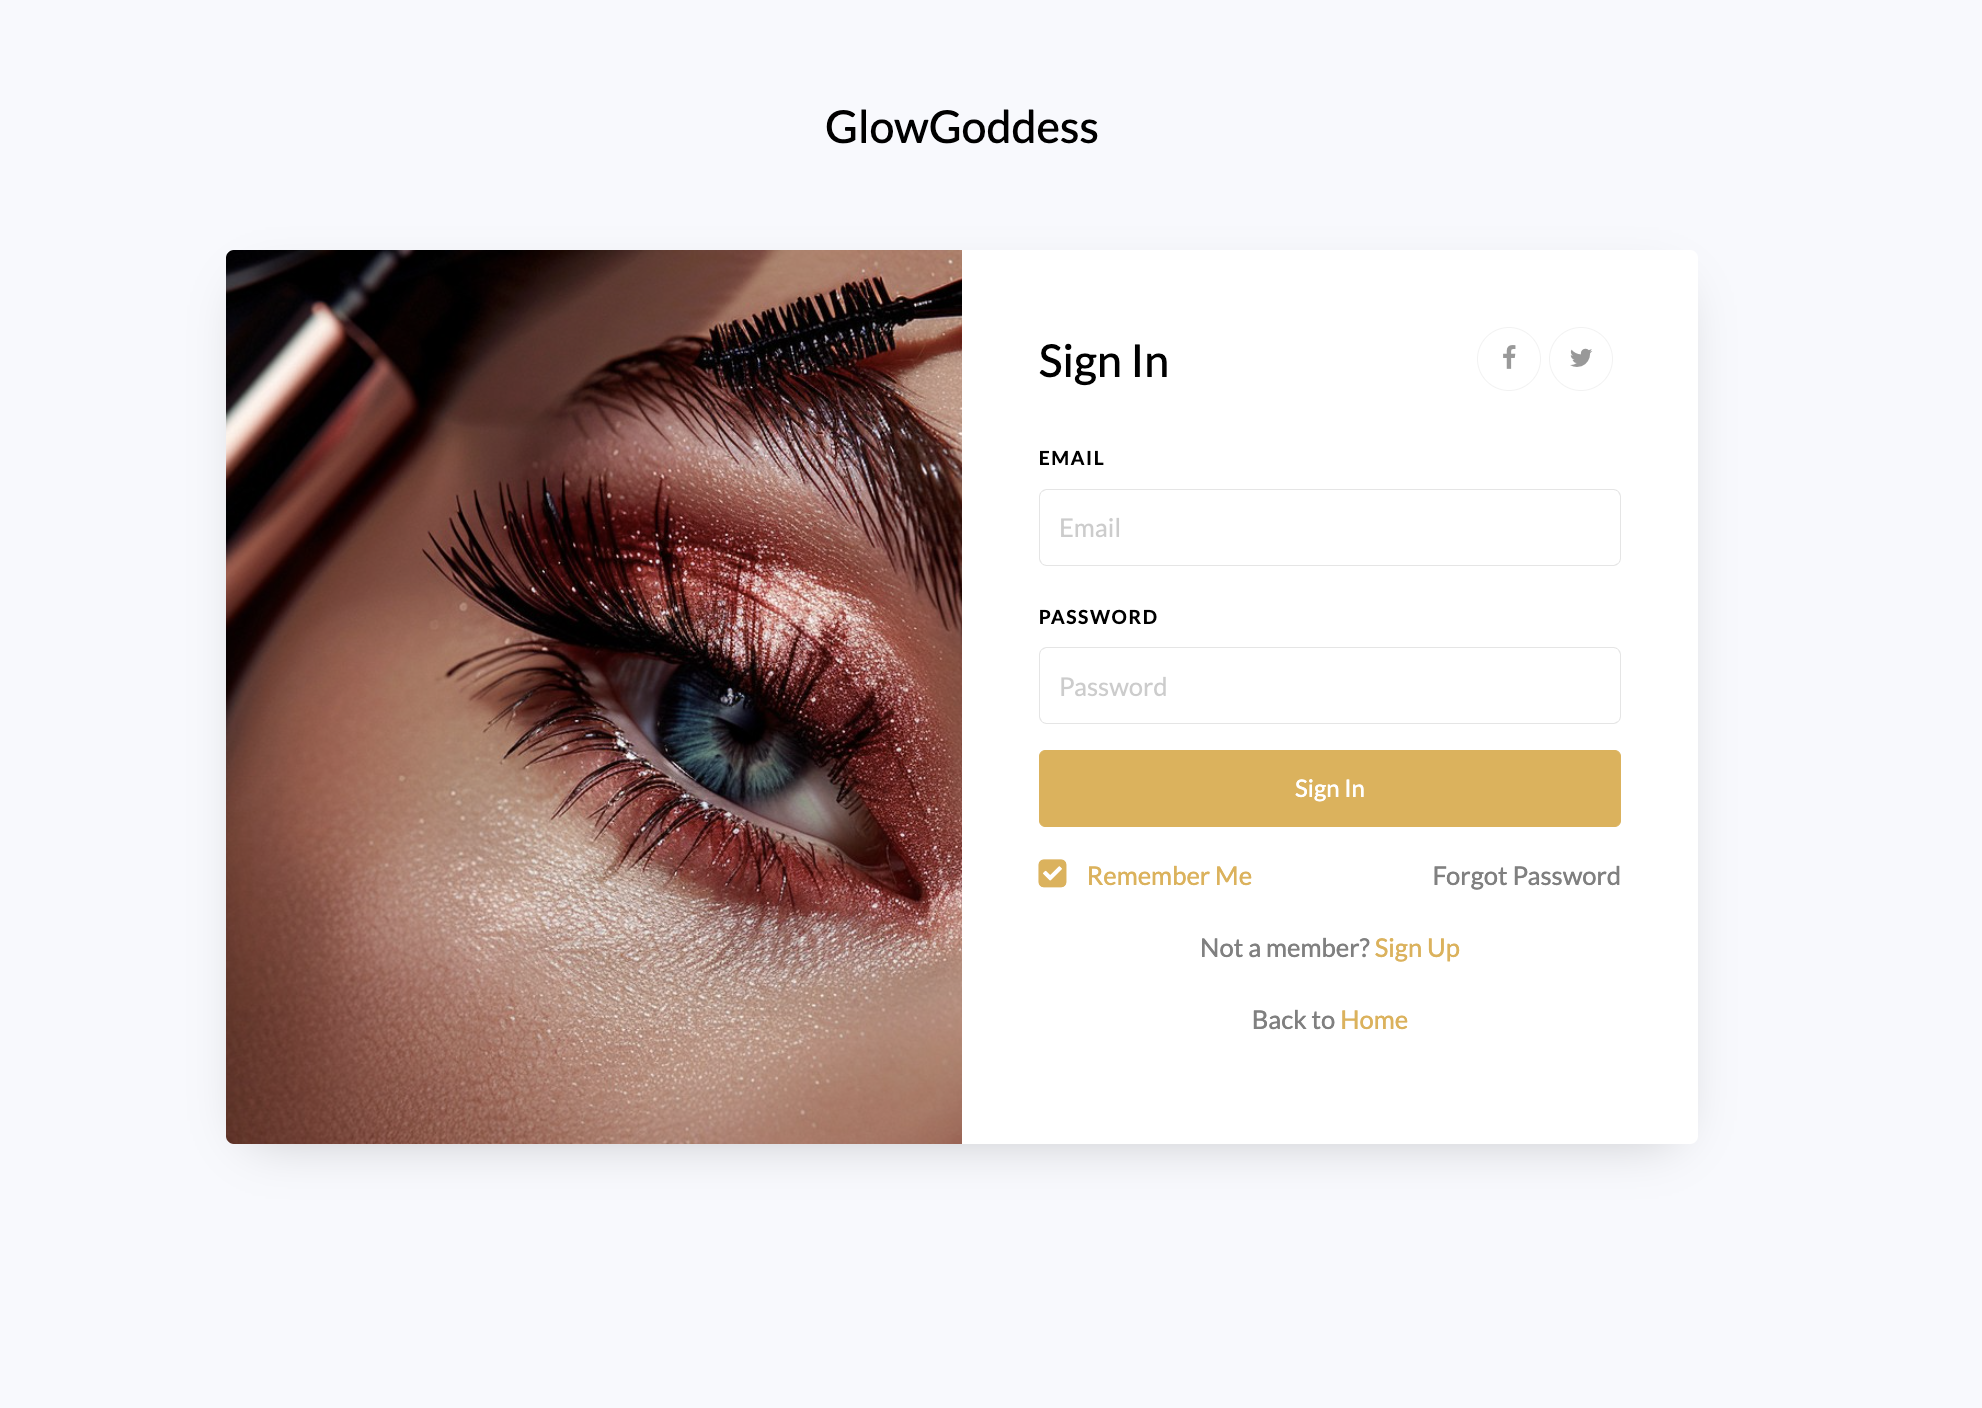 GlowGoddess
Sign In
EMAIL
Email
PASSWORD
Password
Sign In
Remember Me
Forgot Password
Not a member? Sign Up
Back to Home